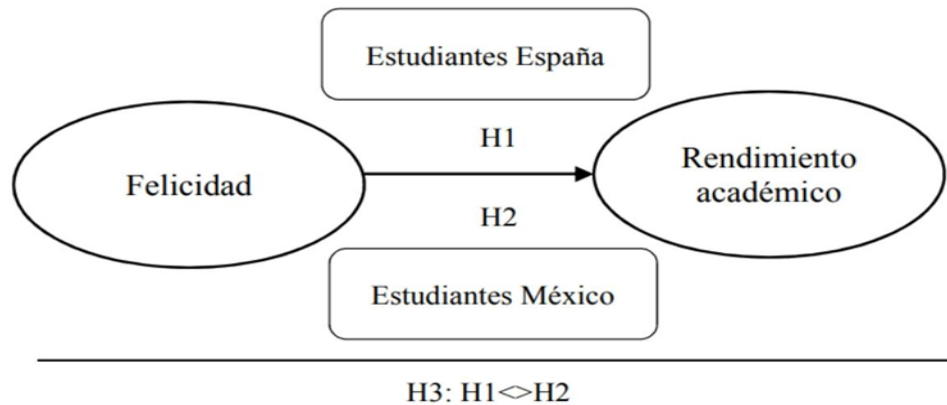 Estudiantes España
H1
Felicidad
Rendimiento
académico
H2
Estudiantes México
H3: H1<>H2